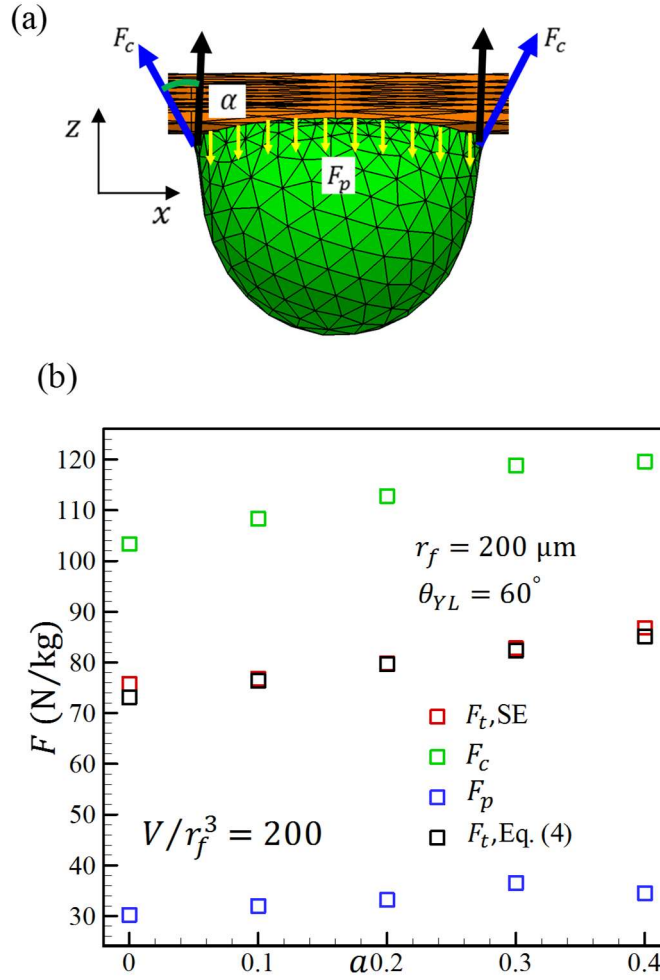 (a)
F_c
F_c
α
z
F_p
x
(b)
120
110
100
90
80
70
60
50
40
30
F (N/kg)
r_f = 200 μm
θ_YL = 60°
F_t,SE
F_c
F_p
F_t,Eq. (4)
V/r_f^3 = 200
0
0.1
a
0.2
0.3
0.4